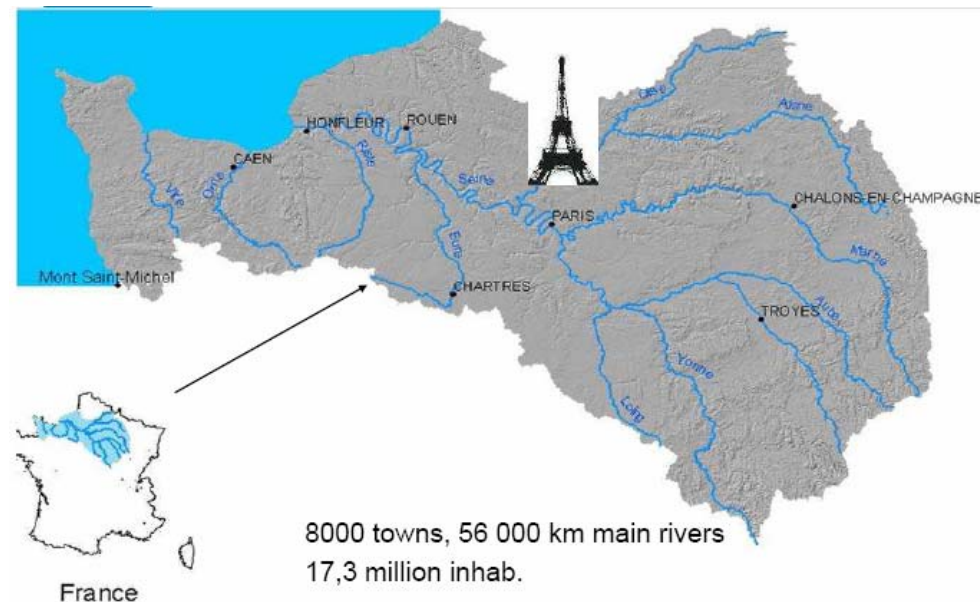 Oise
Aisne
HONFLEUR
ROUEN
CAEN
Risle
Vire
Orne
Seine
CHALONS-EN-CHAMPAGNE
PARIS
Eure
Marne
Mont Saint-Michel
CHARTRES
Aube
TROYES
Yonne
Loing
8000 towns, 56 000 km main rivers
17,3 million inhab.
France